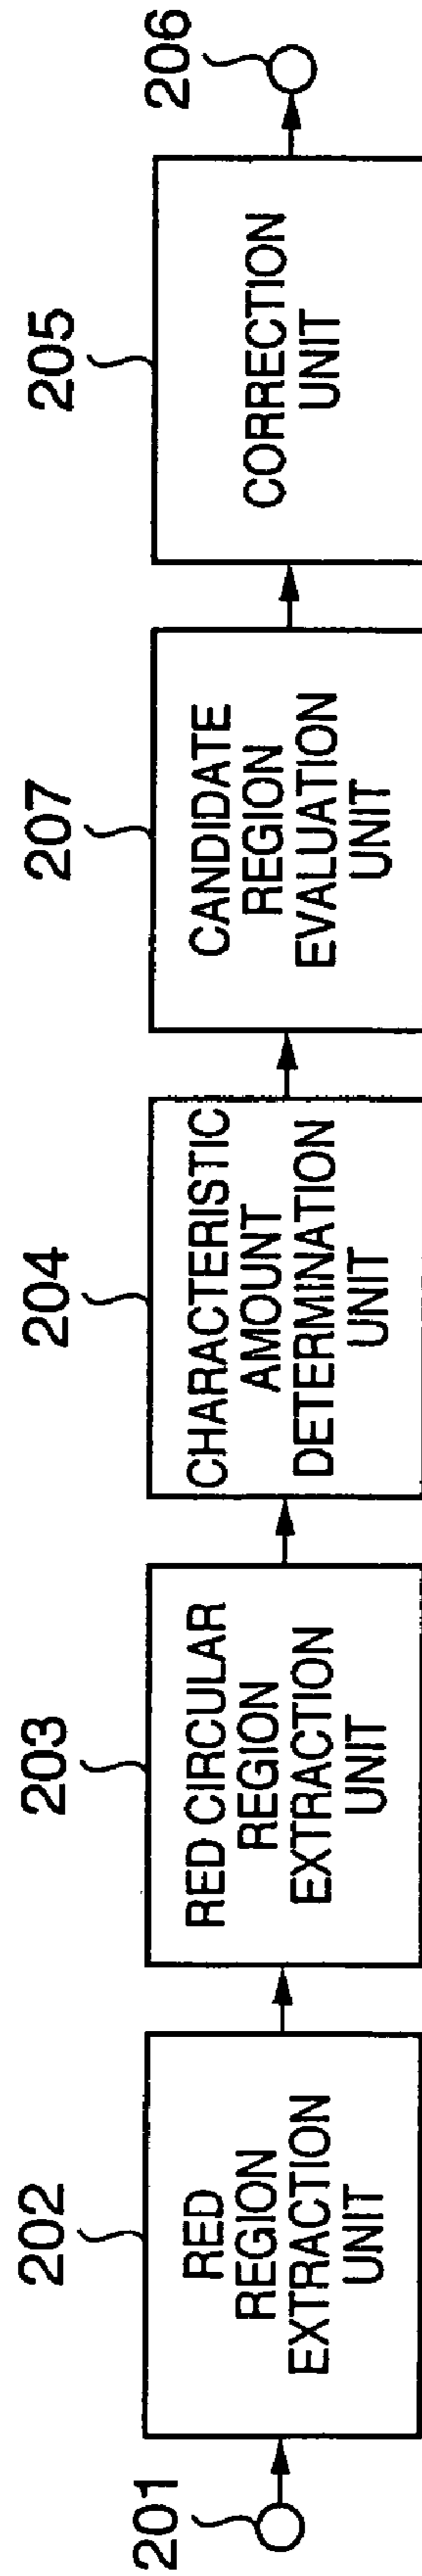 201
202
RED
REGION
EXTRACTION
UNIT
203
RED CIRCULAR
REGION
EXTRACTION
UNIT
204
CHARACTERISTIC
AMOUNT
DETERMINATION
UNIT
207
CANDIDATE
REGION
EVALUATION
UNIT
205
CORRECTION
UNIT
206